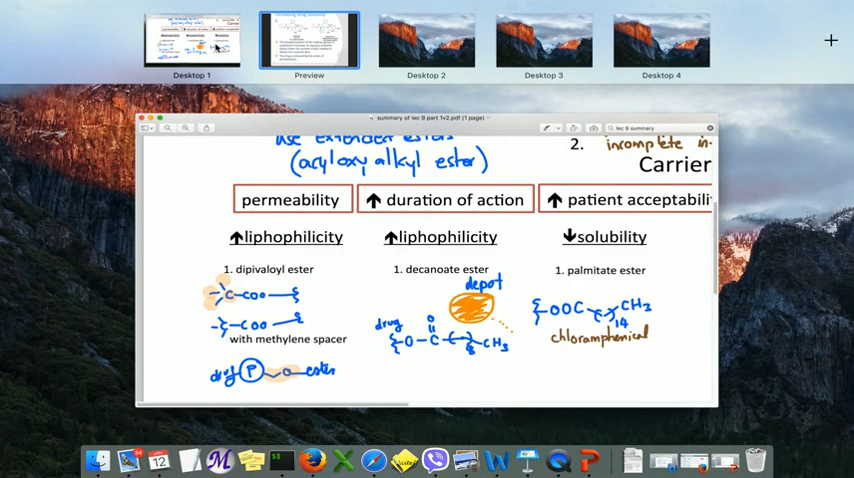 Desktop 1
Preview
Desktop 2
Desktop 3
Desktop 4
summary of lec 9 part 1v2.pdf (1 page)
lec 9 summary
use extended esters
(acyloxy alkyl ester)
2. incomplete in-
Carrier
permeability
↑ duration of action
↑ patient acceptabili
↑liphophilicity
↑liphophilicity
↓solubility
1. dipivaloyl ester
1. decanoate ester
1. palmitate ester
depot
C-COO
COO
with methylene spacer
drug
O-C
8 CH3
OOC
14 CH3
chloramphenical
drug P O ester
12